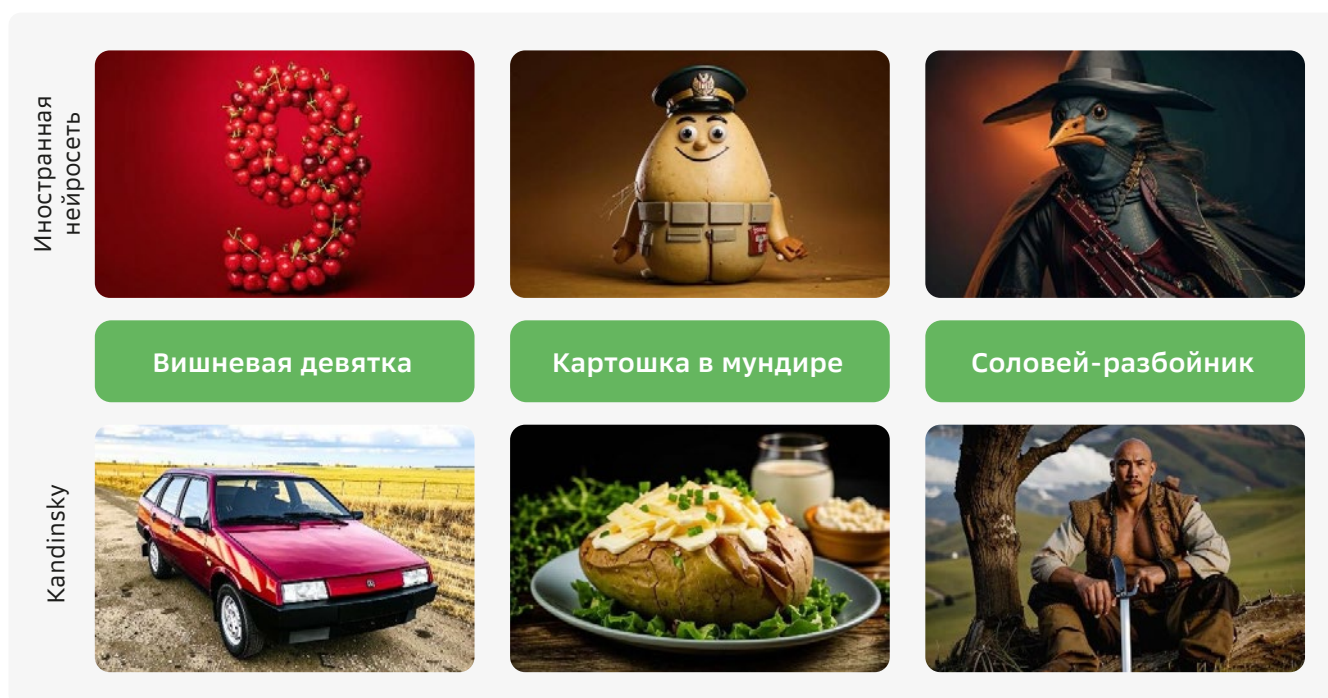 Иностранная
нейросеть
Вишневая девятка
Картошка в мундире
Соловей-разбойник
Kandinsky